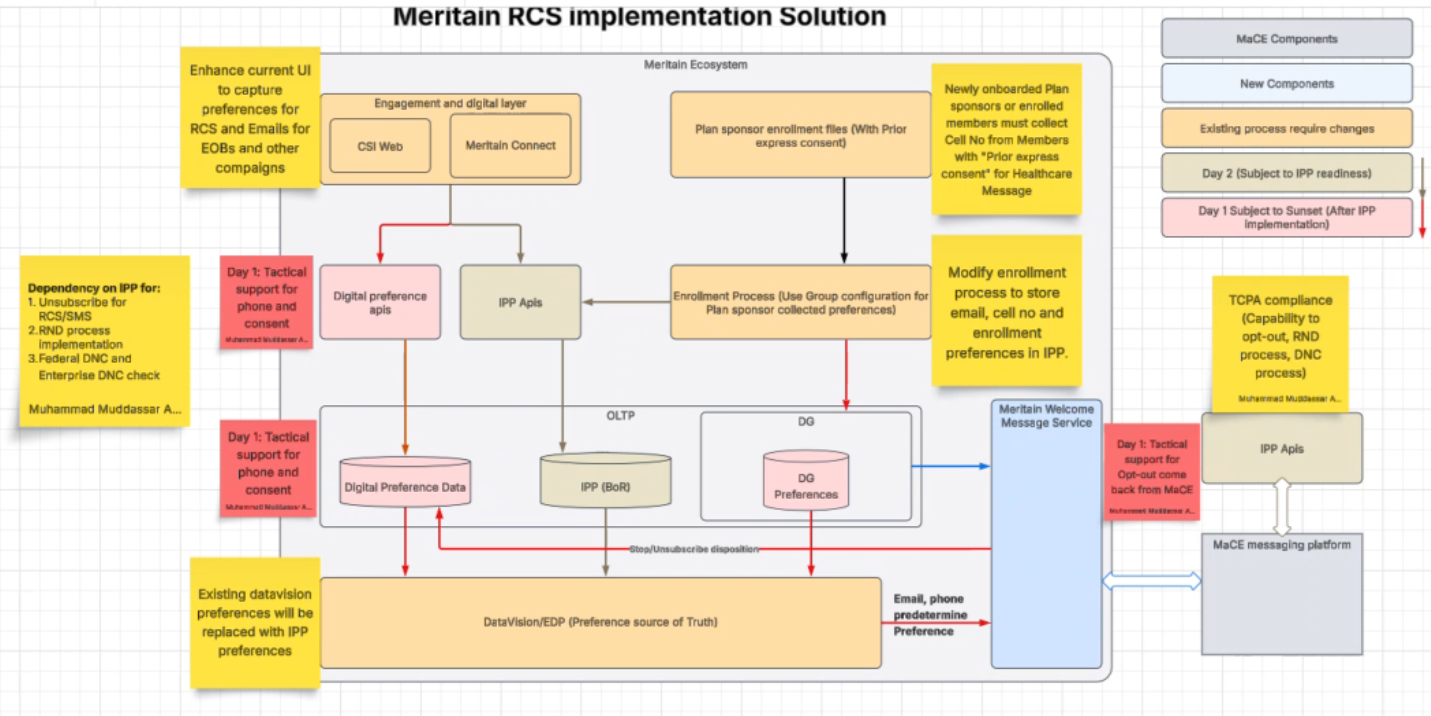 Meritain RCS implementation Solution
Meritain Ecosystem
Enhance current UI
to capture
preferences for
RCS and Emails for
EOBs and other
compaigns
Engagement and digital layer
CSI Web
Meritain Connect
Plan sponsor enrollment files (With Prior
express consent)
Newly onboarded Plan
sponsors or enrolled
members must collect
Cell No from Members
with "Prior express
consent" for Healthcare
Message
MaCE Components
New Components
Existing process require changes
Day 2 (Subject to IPP readiness)
Day 1 Subject to Sunset (After IPP
implementation)
Dependency on IPP for:
1. Unsubscribe for
RCS/SMS
2.RND process
implementation
3.Federal DNC and
Enterprise DNC check
Muhammad Muddassar A...
Day 1: Tactical
support for
phone and
consent
Muhammad Muddassar A...
Digital preference
apis
IPP Apis
Enrollment Process (Use Group configuration for
Plan sponsor collected preferences)
Modify enrollment
process to store
email, cell no and
enrollment
preferences in IPP.
TCPA compliance
(Capability to
opt-out, RND
process, DNC
process)
Muhammad Muddassar A...
Day 1: Tactical
support for
phone and
consent
Muhammad Muddassar A...
OLTP
Digital Preference Data
IPP (BoR)
DG
DG
Preferences
Meritain Welcome
Message Service
Day 1: Tactical
support for
Opt-out come
back from MaCE
Muhammad Muddassar A...
IPP Apis
MaCE messaging platform
Stop/Unsubscribe disposition
Existing datavision
preferences will be
replaced with IPP
preferences
DataVision/EDP (Preference source of Truth)
Email, phone
predetermine
Preference